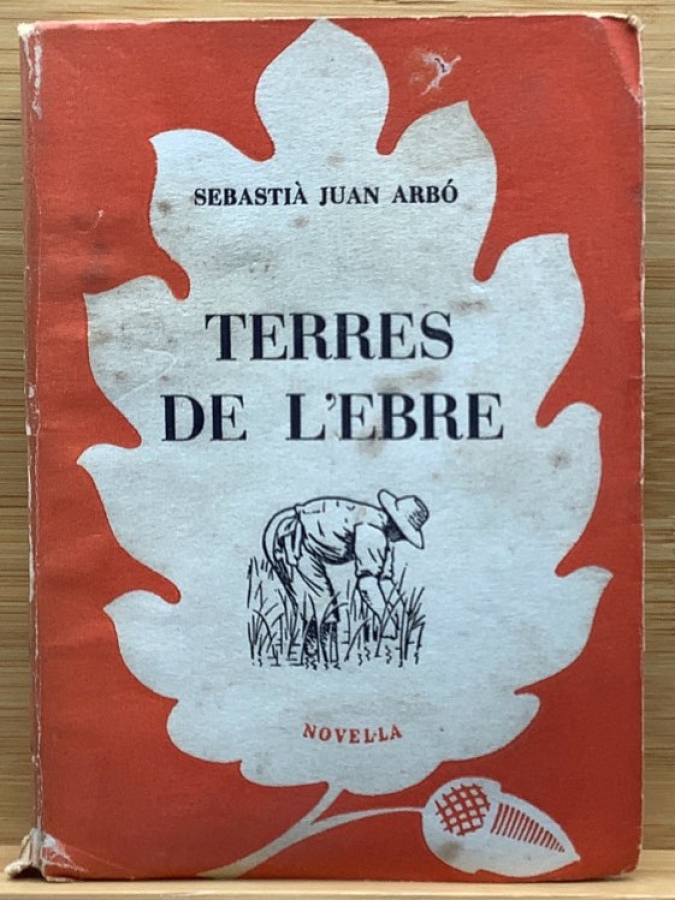 SEBASTIÀ JUAN ARBÓ
TERRES
DE L'EBRE
NOVEL·LA